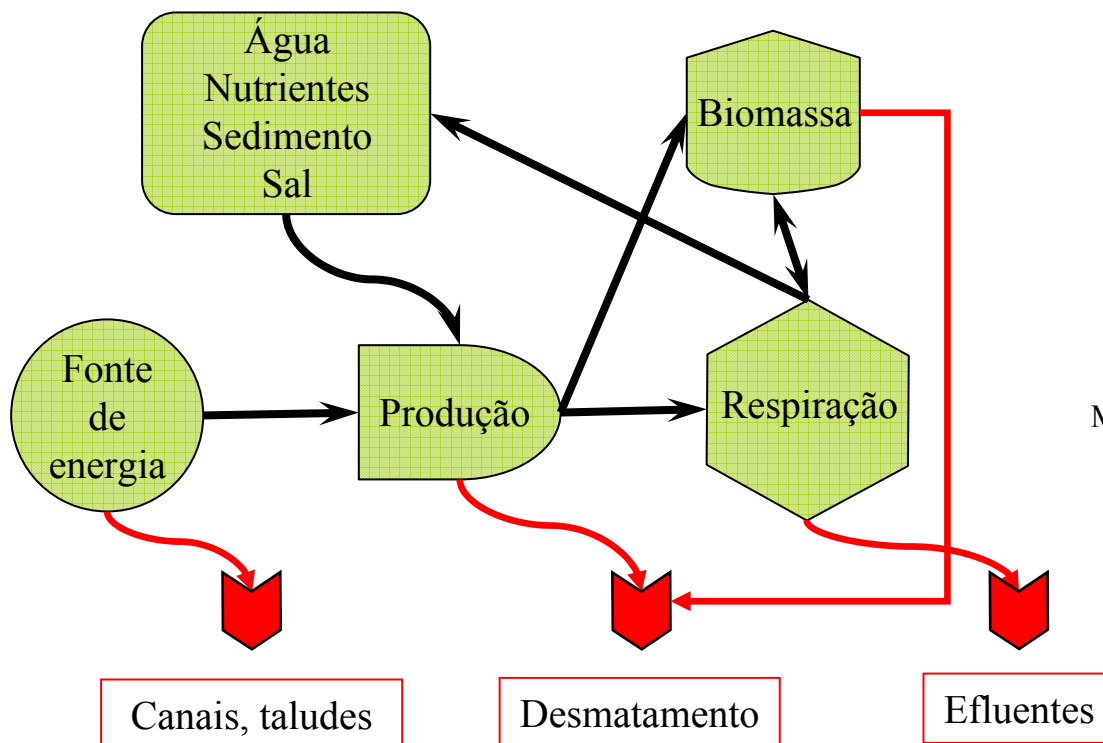 Água
Nutrientes
Sedimento
Sal
Biomassa
Fonte
de
energia
Produção
Respiração
M
Canais, taludes
Desmatamento
Efluentes